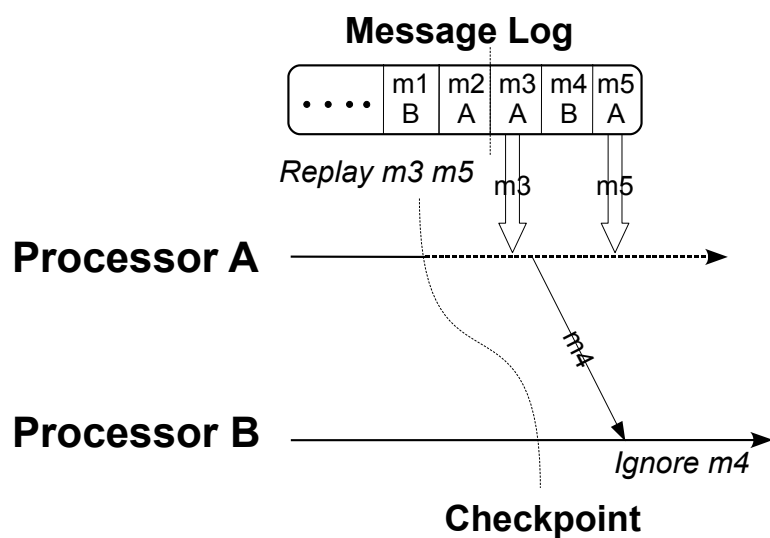 Message Log
• • • •
m1 m2 m3 m4 m5
B A A B A
Replay m3 m5
m3 m5
Processor A
m4
Processor B
Ignore m4
Checkpoint